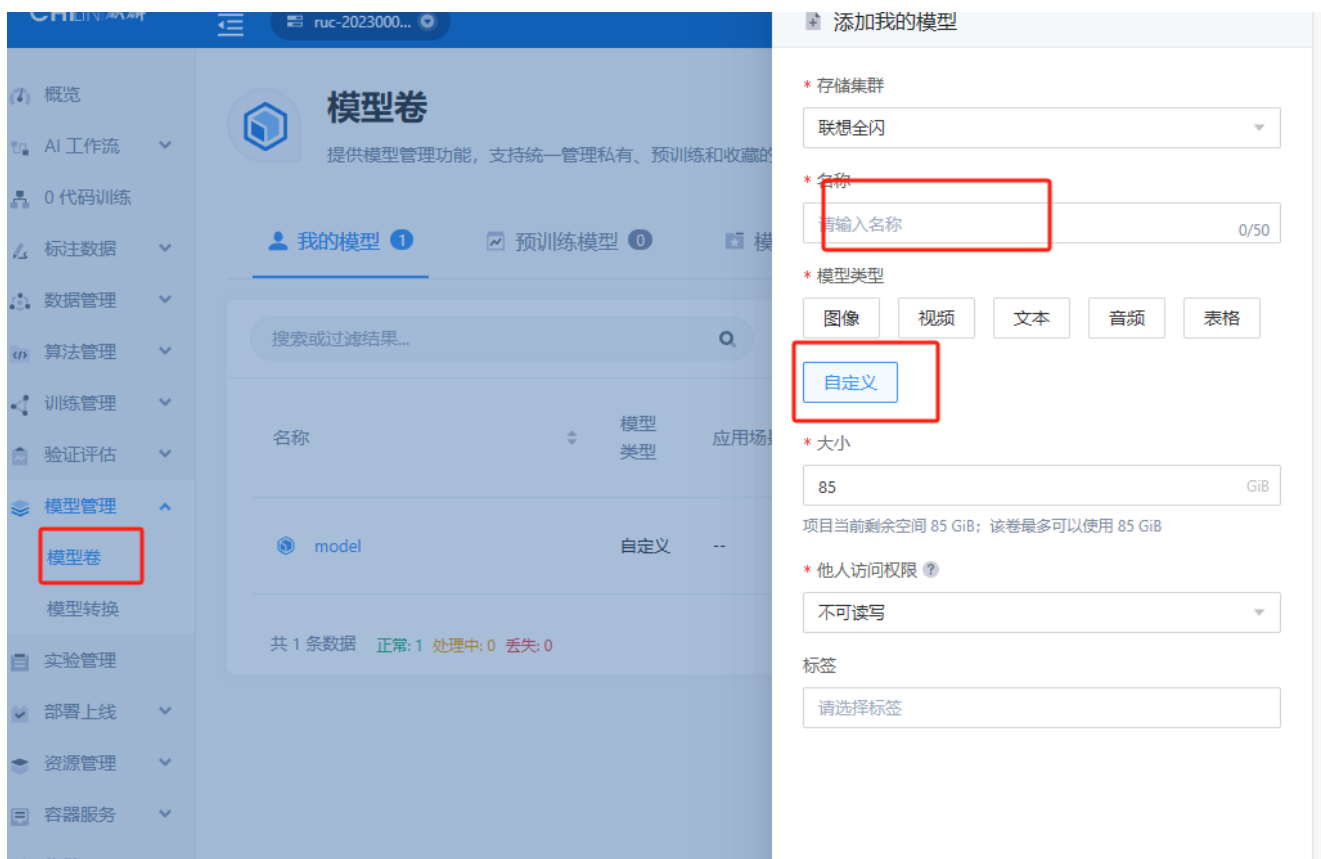 ruc-2023000...
概览
AI 工作流
0 代码训练
标注数据
数据管理
算法管理
训练管理
验证评估
模型管理
模型卷
模型转换
实验管理
部署上线
资源管理
容器服务
模型卷
提供模型管理功能，支持统一管理私有、预训练和收藏的
我的模型 1
预训练模型 0
模
搜索或过滤结果...
名称
模型
类型
应用场
model
自定义
--
共 1 条数据 正常: 1 处理中: 0 丢失: 0
添加我的模型
* 存储集群
联想全闪
* 名称
请输入名称
0/50
* 模型类型
图像
视频
文本
音频
表格
自定义
* 大小
85
GiB
项目当前剩余空间 85 GiB；该卷最多可以使用 85 GiB
* 他人访问权限 ?
不可读写
标签
请选择标签